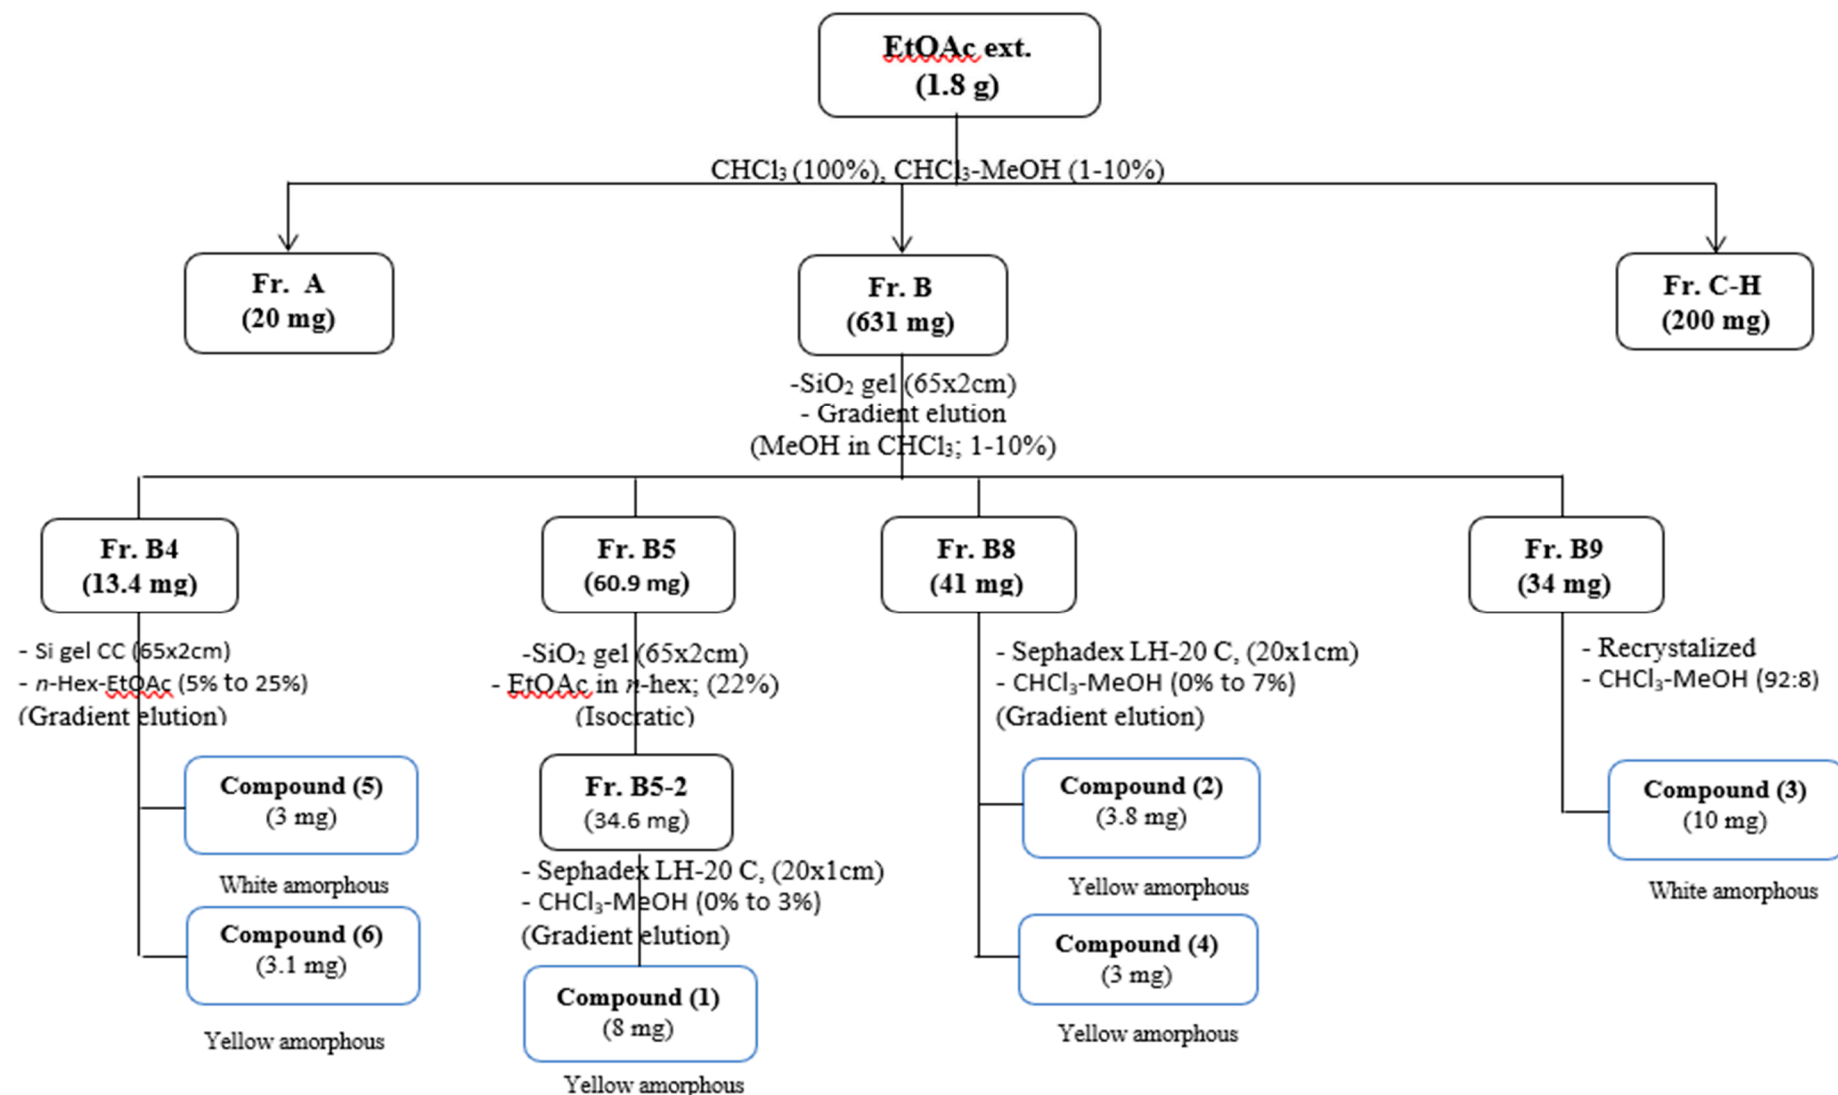 EtOAc ext.
(1.8 g)
CHCl₃ (100%), CHCl₃-MeOH (1-10%)
Fr. A
(20 mg)
Fr. B
(631 mg)
Fr. C-H
(200 mg)
-SiO₂ gel (65x2cm)
- Gradient elution
(MeOH in CHCl₃; 1-10%)
Fr. B4
(13.4 mg)
Fr. B5
(60.9 mg)
Fr. B8
(41 mg)
Fr. B9
(34 mg)
- Si gel CC (65x2cm)
- n-Hex-EtOAc (5% to 25%)
(Gradient elution)
-SiO₂ gel (65x2cm)
- EtOAc in n-hex; (22%)
(Isocratic)
- Sephadex LH-20 C, (20x1cm)
- CHCl₃-MeOH (0% to 7%)
(Gradient elution)
- Recrystalized
- CHCl₃-MeOH (92:8)
Compound (5)
(3 mg)
White amorphous
Compound (6)
(3.1 mg)
Yellow amorphous
Fr. B5-2
(34.6 mg)
- Sephadex LH-20 C, (20x1cm)
- CHCl₃-MeOH (0% to 3%)
(Gradient elution)
Compound (1)
(8 mg)
Yellow amorphous
Compound (2)
(3.8 mg)
Yellow amorphous
Compound (4)
(3 mg)
Yellow amorphous
Compound (3)
(10 mg)
White amorphous